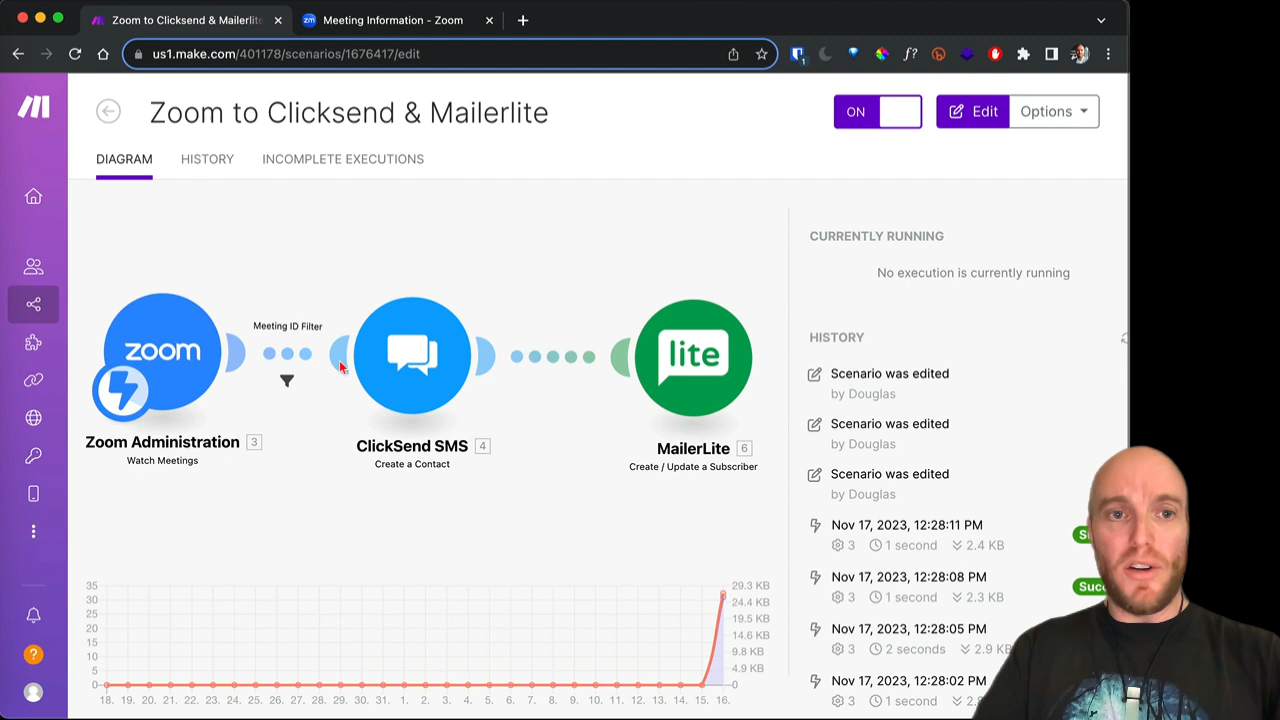 Zoom to Clicksend & Mailerlite
Meeting Information - Zoom
us1.make.com/401178/scenarios/1676417/edit
f?
1
Zoom to Clicksend & Mailerlite
ON
Edit
Options
DIAGRAM
HISTORY
INCOMPLETE EXECUTIONS
CURRENTLY RUNNING
No execution is currently running
HISTORY
Scenario was edited
by Douglas
Scenario was edited
by Douglas
Scenario was edited
by Douglas
Nov 17, 2023, 12:28:11 PM
3 1 second 2.4 KB
Nov 17, 2023, 12:28:08 PM
Succ
3 1 second 2.3 KB
Nov 17, 2023, 12:28:05 PM
3 2 seconds 2.9 KB
Nov 17, 2023, 12:28:02 PM
3 1 second
Meeting ID Filter
zoom
lite
Zoom Administration 3
Watch Meetings
ClickSend SMS 4
Create a Contact
MailerLite 6
Create / Update a Subscriber
35
30
25
20
15
10
5
0
29.3 KB
24.4 KB
19.5 KB
14.6 KB
9.8 KB
4.9 KB
0
18. 19. 20. 21. 22. 23. 24. 25. 26. 27. 28. 29. 30. 31. 1. 2. 3. 4. 5. 6. 7. 8. 9. 10. 11. 12. 13. 14. 15. 16.
?